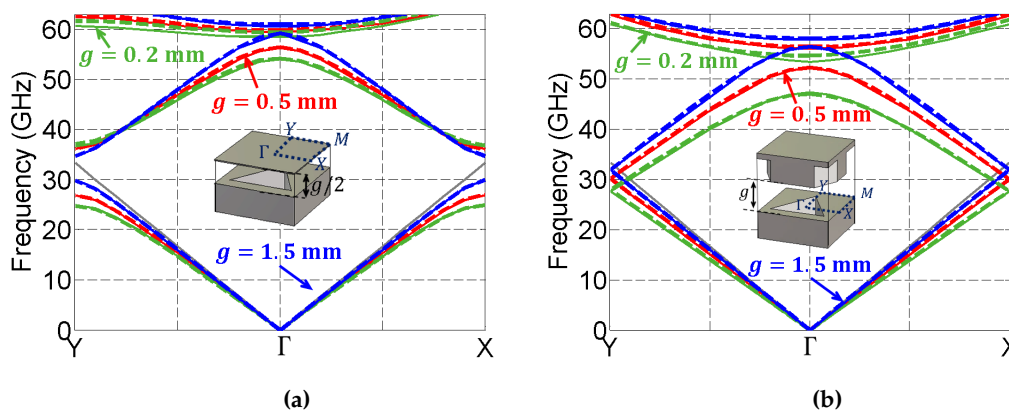 60
50
40
30
20
10
0
Frequency (GHz)
g = 0.2 mm
g = 0.5 mm
Y
M
Γ
X
g/2
g = 1.5 mm
Y
Γ
X
(a)
60
50
40
30
20
10
0
Frequency (GHz)
g = 0.2 mm
g = 0.5 mm
g
Y
M
Γ
X
g = 1.5 mm
Y
Γ
X
(b)